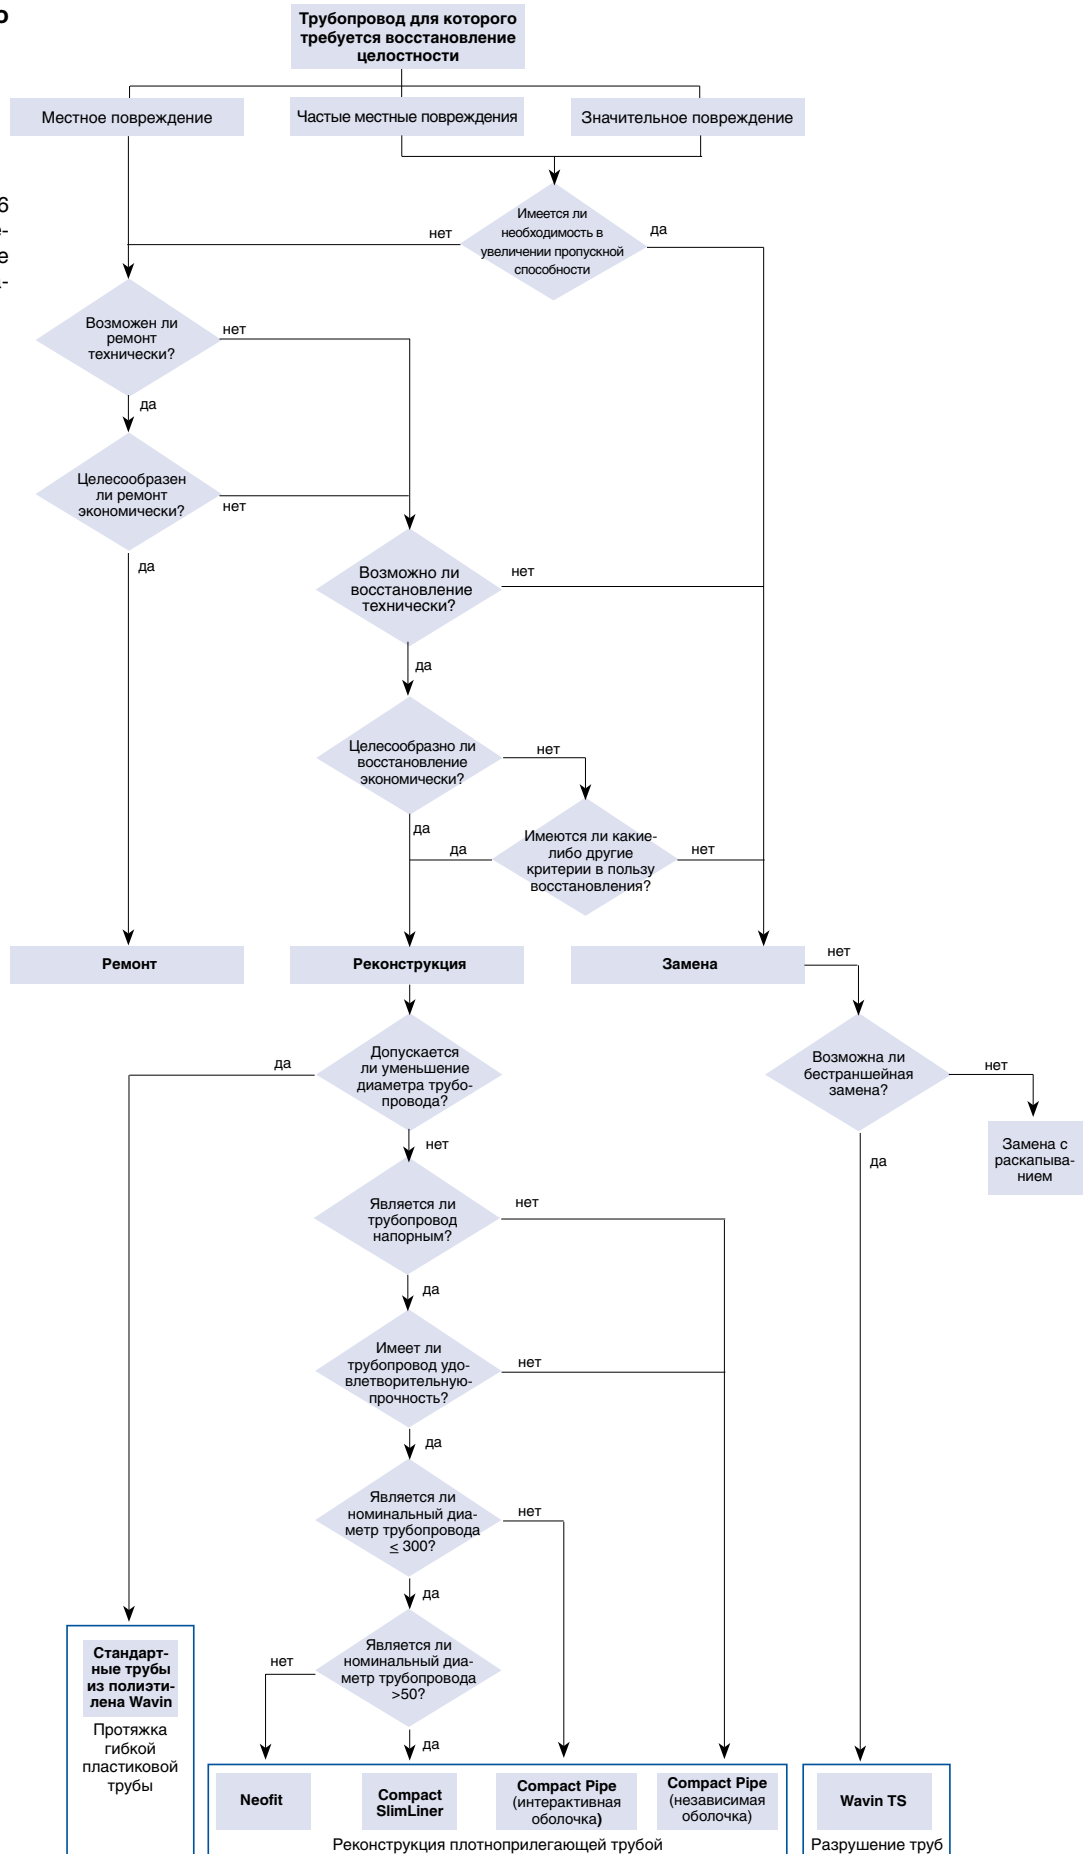 о
Трубопровод для которого
требуется восстановление
целостности
Местное повреждение
Частые местные повреждения
Значительное повреждение
6
е-
е
а-
Имеется ли
необходимость в
увеличении пропускной
способности
нет
да
Возможен ли
ремонт
технически?
нет
да
Целесообразен
ли ремонт
экономически?
нет
да
Возможно ли
восстановление
технически?
нет
да
Целесообразно ли
восстановление
экономически?
нет
да
Имеются ли какие-
либо другие
критерии в пользу
восстановления?
да
нет
Ремонт
Реконструкция
Замена
нет
Допускается
ли уменьшение
диаметра трубо-
провода?
да
нет
Возможна ли
бестраншейная
замена?
нет
да
Замена с
раскапыва-
нием
Является ли
трубопровод
напорным?
нет
да
Имеет ли
трубопровод удо-
влетворительную-
прочность?
нет
да
Является ли
номинальный диа-
метр трубопровода
≤ 300?
нет
да
Является ли
номинальный диа-
метр трубопровода
>50?
нет
да
Стандарт-
ные трубы
из полиэти-
лена Wavin
Протяжка
гибкой
пластиковой
трубы
Neofit
Compact
SlimLiner
Compact Pipe
(интерактивная
оболочка)
Compact Pipe
(независимая
оболочка)
Wavin TS
Реконструкция плотноприлегающей трубой
Разрушение труб